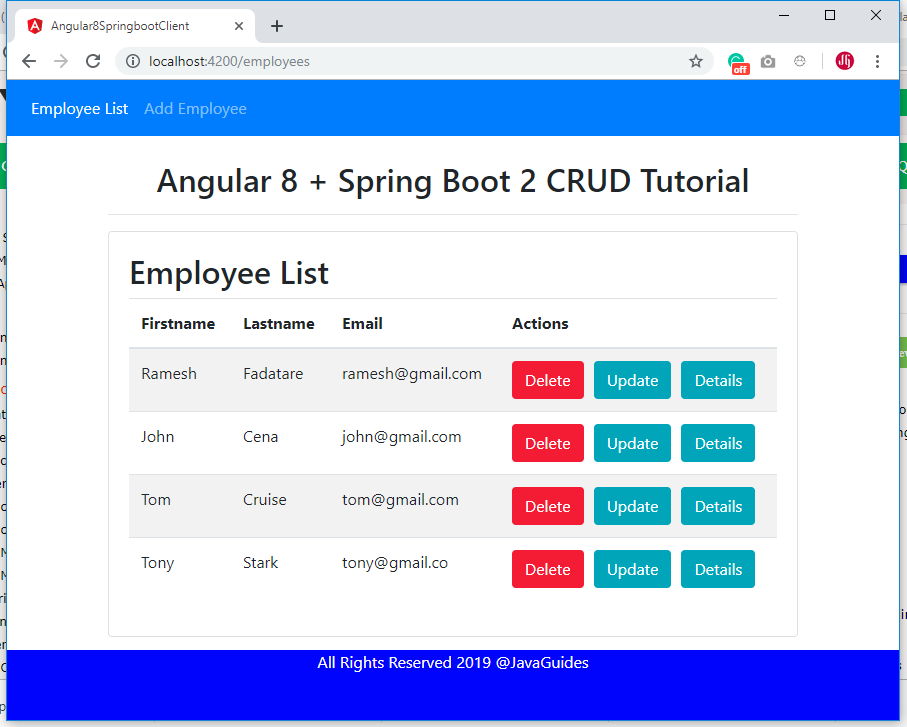 Angular8SpringbootClient
localhost:4200/employees
off
Employee List Add Employee
Angular 8 + Spring Boot 2 CRUD Tutorial
Employee List
Firstname Lastname Email Actions
Ramesh Fadatare ramesh@gmail.com Delete Update Details
John Cena john@gmail.com Delete Update Details
Tom Cruise tom@gmail.com Delete Update Details
Tony Stark tony@gmail.co Delete Update Details
All Rights Reserved 2019 @JavaGuides